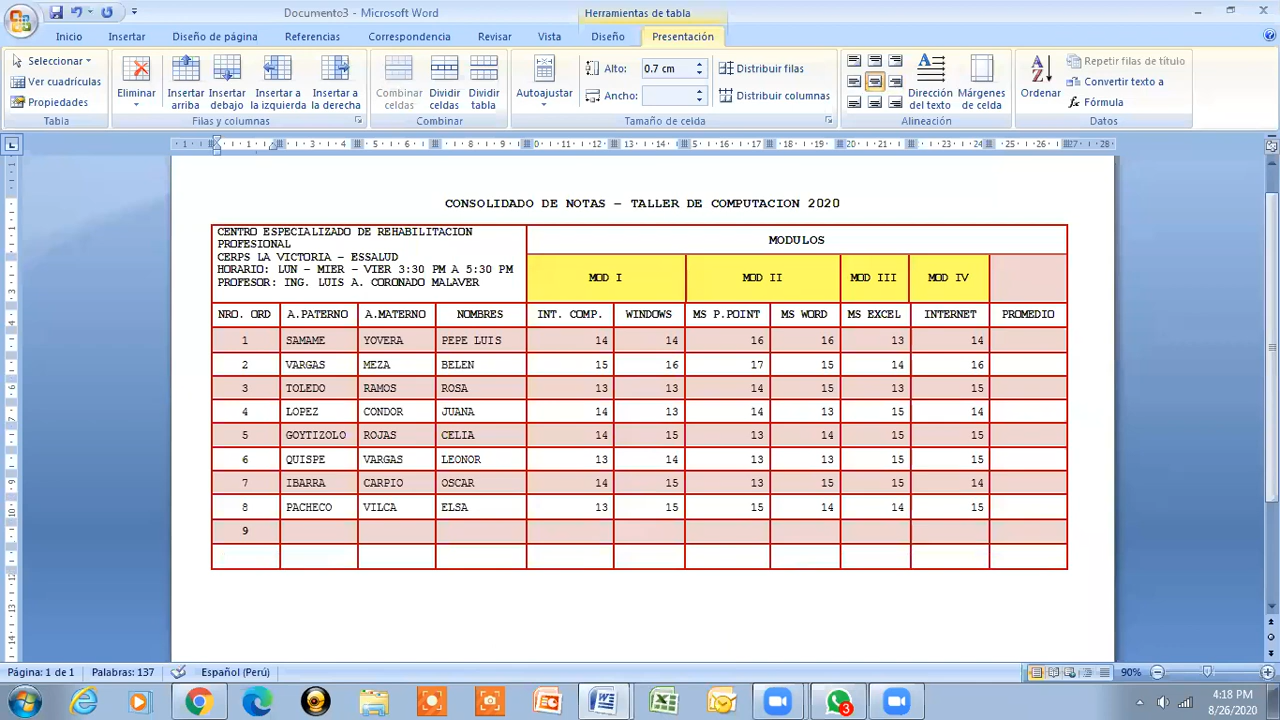 Documento3 - Microsoft Word
Herramientas de tabla
Inicio Insertar Diseño de página Referencias Correspondencia Revisar Vista Diseño Presentación
Seleccionar
Ver cuadrículas
Propiedades
Tabla
Eliminar
Insertar arriba
Insertar debajo
Insertar a la izquierda
Insertar a la derecha
Filas y columnas
Combinar celdas
Dividir celdas
Dividir tabla
Combinar
Autoajustar
Alto: 0.7 cm
Ancho:
Distribuir filas
Distribuir columnas
Tamaño de celda
Dirección del texto
Márgenes de celda
Alineación
Ordenar
Repetir filas de título
Convertir texto a
Fórmula
Datos
CONSOLIDADO DE NOTAS – TALLER DE COMPUTACION 2020
CENTRO ESPECIALIZADO DE REHABILITACION
PROFESIONAL
CERPS LA VICTORIA – ESSALUD
HORARIO: LUN – MIER – VIER 3:30 PM A 5:30 PM
PROFESOR: ING. LUIS A. CORONADO MALAVER
MODULOS
MOD I MOD II MOD III MOD IV
NRO. ORD A.PATERNO A.MATERNO NOMBRES INT. COMP. WINDOWS MS P.POINT MS WORD MS EXCEL INTERNET PROMEDIO
1 SAMAME YOVERA PEPE LUIS 14 14 16 16 13 14
2 VARGAS MEZA BELEN 15 16 17 15 14 16
3 TOLEDO RAMOS ROSA 13 13 14 15 13 15
4 LOPEZ CONDOR JUANA 14 13 14 13 15 14
5 GOYTIZOLO ROJAS CELIA 14 15 13 14 15 15
6 QUISPE VARGAS LEONOR 13 14 13 13 15 15
7 IBARRA CARPIO OSCAR 14 15 13 15 15 14
8 PACHECO VILCA ELSA 13 15 15 14 14 15
9
Página: 1 de 1 Palabras: 137 Español (Perú) 90%
3
4:18 PM
8/26/2020